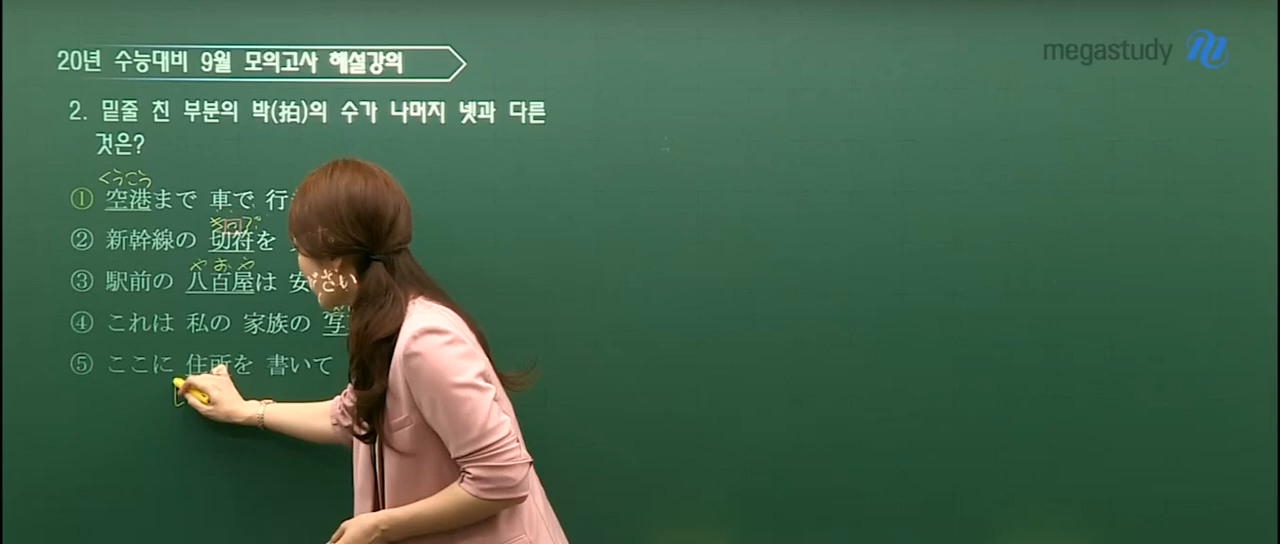 20년 수능대비 9월 모의고사 해설강의
megastudy
2. 밑줄 친 부분의 박(拍)의 수가 나머지 넷과 다른
것은?
くうこう
① 空港まで 車で 行
きっぷ
② 新幹線の 切符を
やおや
③ 駅前の 八百屋は 安
④ これは 私の 家族の 写
⑤ ここに 住所を 書いて